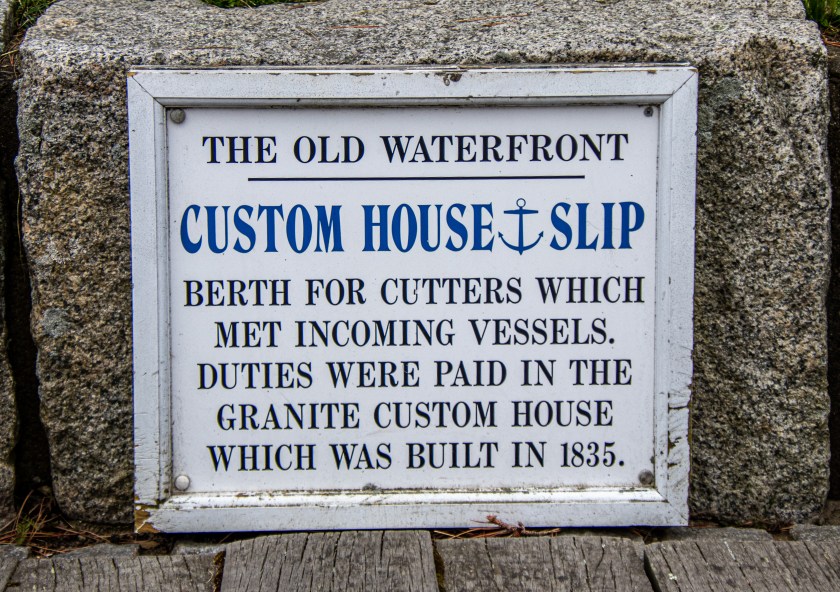 THE OLD WATERFRONT
CUSTOM HOUSE SLIP
BERTH FOR CUTTERS WHICH
MET INCOMING VESSELS.
DUTIES WERE PAID IN THE
GRANITE CUSTOM HOUSE
WHICH WAS BUILT IN 1835.